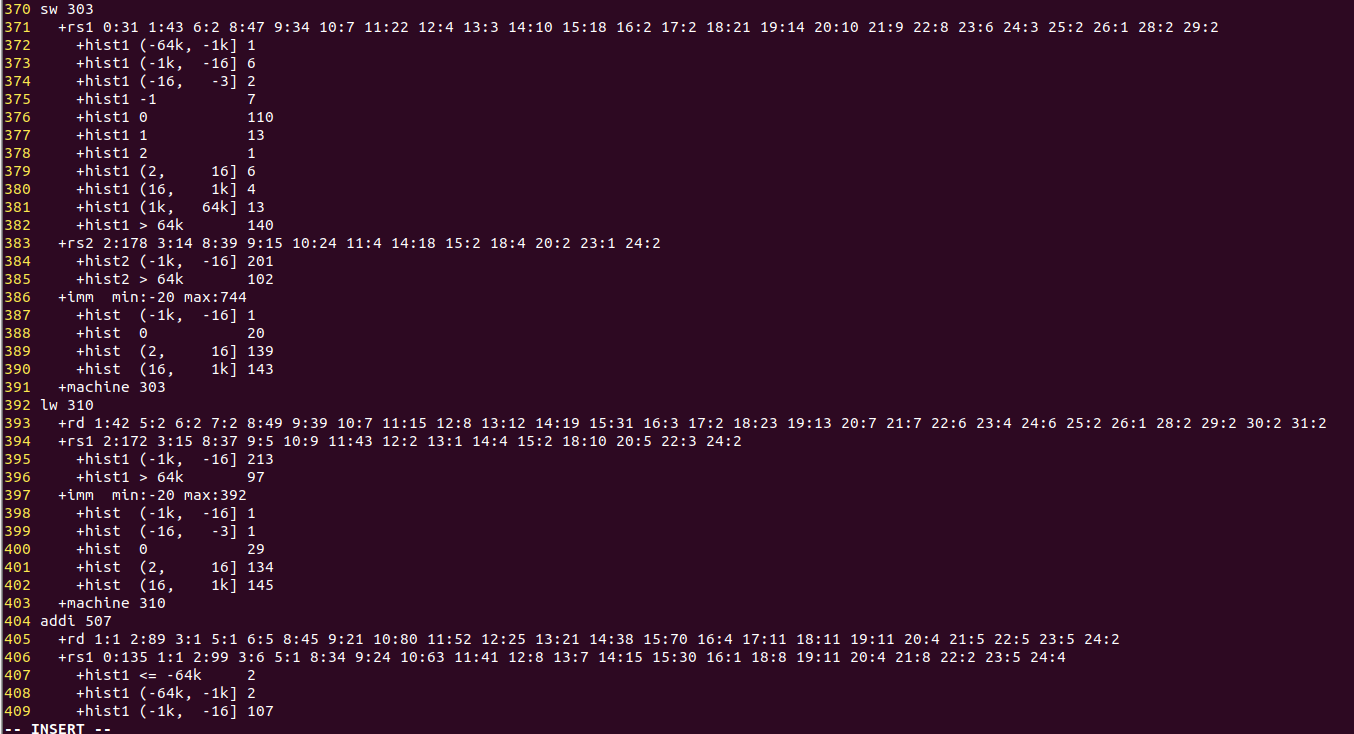 370 sw 303
371   +rs1 0:31 1:43 6:2 8:47 9:34 10:7 11:22 12:4 13:3 14:10 15:18 16:2 17:2 18:21 19:14 20:10 21:9 22:8 23:6 24:3 25:2 26:1 28:2 29:2
372     +hist1 (-64k, -1k] 1
373     +hist1 (-1k,  -16] 6
374     +hist1 (-16,   -3] 2
375     +hist1 -1          7
376     +hist1 0           110
377     +hist1 1           13
378     +hist1 2           1
379     +hist1 (2,     16] 6
380     +hist1 (16,    1k] 4
381     +hist1 (1k,   64k] 13
382     +hist1 > 64k       140
383   +rs2 2:178 3:14 8:39 9:15 10:24 11:4 14:18 15:2 18:4 20:2 23:1 24:2
384     +hist2 (-1k,  -16] 201
385     +hist2 > 64k       102
386   +imm  min:-20 max:744
387     +hist  (-1k,  -16] 1
388     +hist  0           20
389     +hist  (2,     16] 139
390     +hist  (16,    1k] 143
391   +machine 303
392 lw 310
393   +rd 1:42 5:2 6:2 7:2 8:49 9:39 10:7 11:15 12:8 13:12 14:19 15:31 16:3 17:2 18:23 19:13 20:7 21:7 22:6 23:4 24:6 25:2 26:1 28:2 29:2 30:2 31:2
394   +rs1 2:172 3:15 8:37 9:5 10:9 11:43 12:2 13:1 14:4 15:2 18:10 20:5 22:3 24:2
395     +hist1 (-1k,  -16] 213
396     +hist1 > 64k       97
397   +imm  min:-20 max:392
398     +hist  (-1k,  -16] 1
399     +hist  (-16,   -3] 1
400     +hist  0           29
401     +hist  (2,     16] 134
402     +hist  (16,    1k] 145
403   +machine 310
404 addi 507
405   +rd 1:1 2:89 3:1 5:1 6:5 8:45 9:21 10:80 11:52 12:25 13:21 14:38 15:70 16:4 17:11 18:11 19:11 20:4 21:5 22:5 23:5 24:2
406   +rs1 0:135 1:1 2:99 3:6 5:1 8:34 9:24 10:63 11:41 12:8 13:7 14:15 15:30 16:1 18:8 19:11 20:4 21:8 22:2 23:5 24:4
407     +hist1 <= -64k     2
408     +hist1 (-64k, -1k] 2
409     +hist1 (-1k,  -16] 107
-- INSERT --